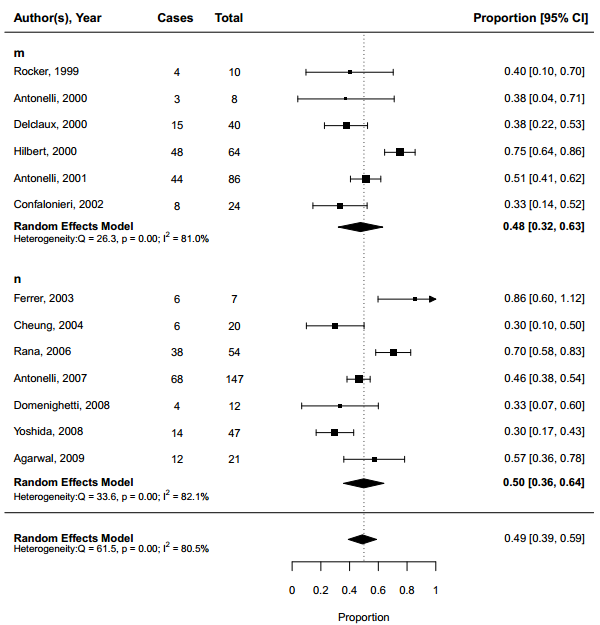 Author(s), Year Cases Total Proportion [95% CI]
m
Rocker, 1999 4 10 0.40 [0.10, 0.70]
Antonelli, 2000 3 8 0.38 [0.04, 0.71]
Delclaux, 2000 15 40 0.38 [0.22, 0.53]
Hilbert, 2000 48 64 0.75 [0.64, 0.86]
Antonelli, 2001 44 86 0.51 [0.41, 0.62]
Confalonieri, 2002 8 24 0.33 [0.14, 0.52]
Random Effects Model 0.48 [0.32, 0.63]
Heterogeneity:Q = 26.3, p = 0.00; I² = 81.0%
n
Ferrer, 2003 6 7 0.86 [0.60, 1.12]
Cheung, 2004 6 20 0.30 [0.10, 0.50]
Rana, 2006 38 54 0.70 [0.58, 0.83]
Antonelli, 2007 68 147 0.46 [0.38, 0.54]
Domenighetti, 2008 4 12 0.33 [0.07, 0.60]
Yoshida, 2008 14 47 0.30 [0.17, 0.43]
Agarwal, 2009 12 21 0.57 [0.36, 0.78]
Random Effects Model 0.50 [0.36, 0.64]
Heterogeneity:Q = 33.6, p = 0.00; I² = 82.1%
Random Effects Model 0.49 [0.39, 0.59]
Heterogeneity:Q = 61.5, p = 0.00; I² = 80.5%
0 0.2 0.4 0.6 0.8 1
Proportion